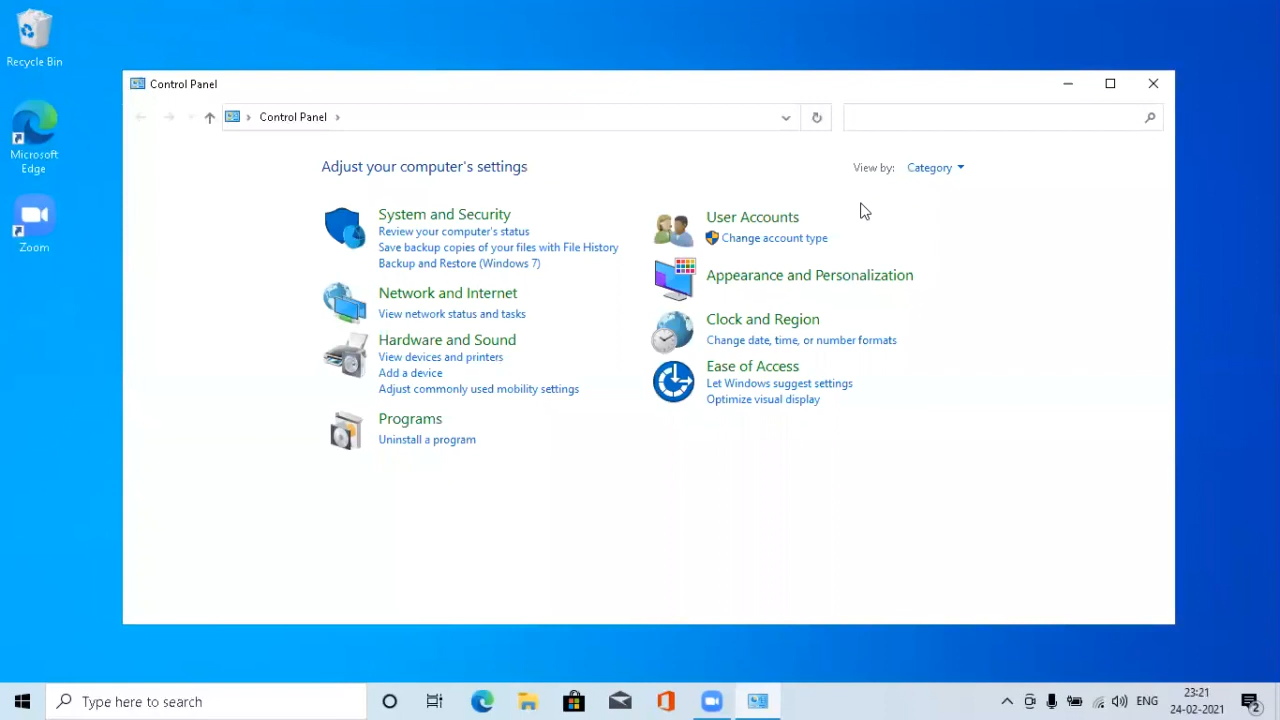 Recycle Bin
Microsoft
Edge
Zoom
Control Panel
Control Panel
Adjust your computer's settings
View by: Category
System and Security
Review your computer's status
Save backup copies of your files with File History
Backup and Restore (Windows 7)
Network and Internet
View network status and tasks
Hardware and Sound
View devices and printers
Add a device
Adjust commonly used mobility settings
Programs
Uninstall a program
User Accounts
Change account type
Appearance and Personalization
Clock and Region
Change date, time, or number formats
Ease of Access
Let Windows suggest settings
Optimize visual display
Type here to search
ENG
23:21
24-02-2021
2